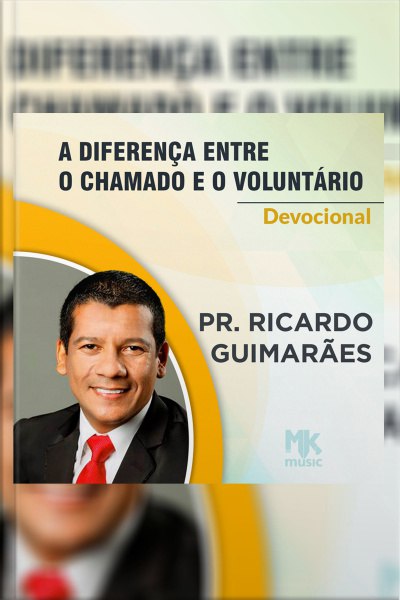 A DIFERENÇA ENTRE
O CHAMADO E O VOLUNTÁRIO
Devocional
PR. RICARDO
GUIMARÃES
MK
music